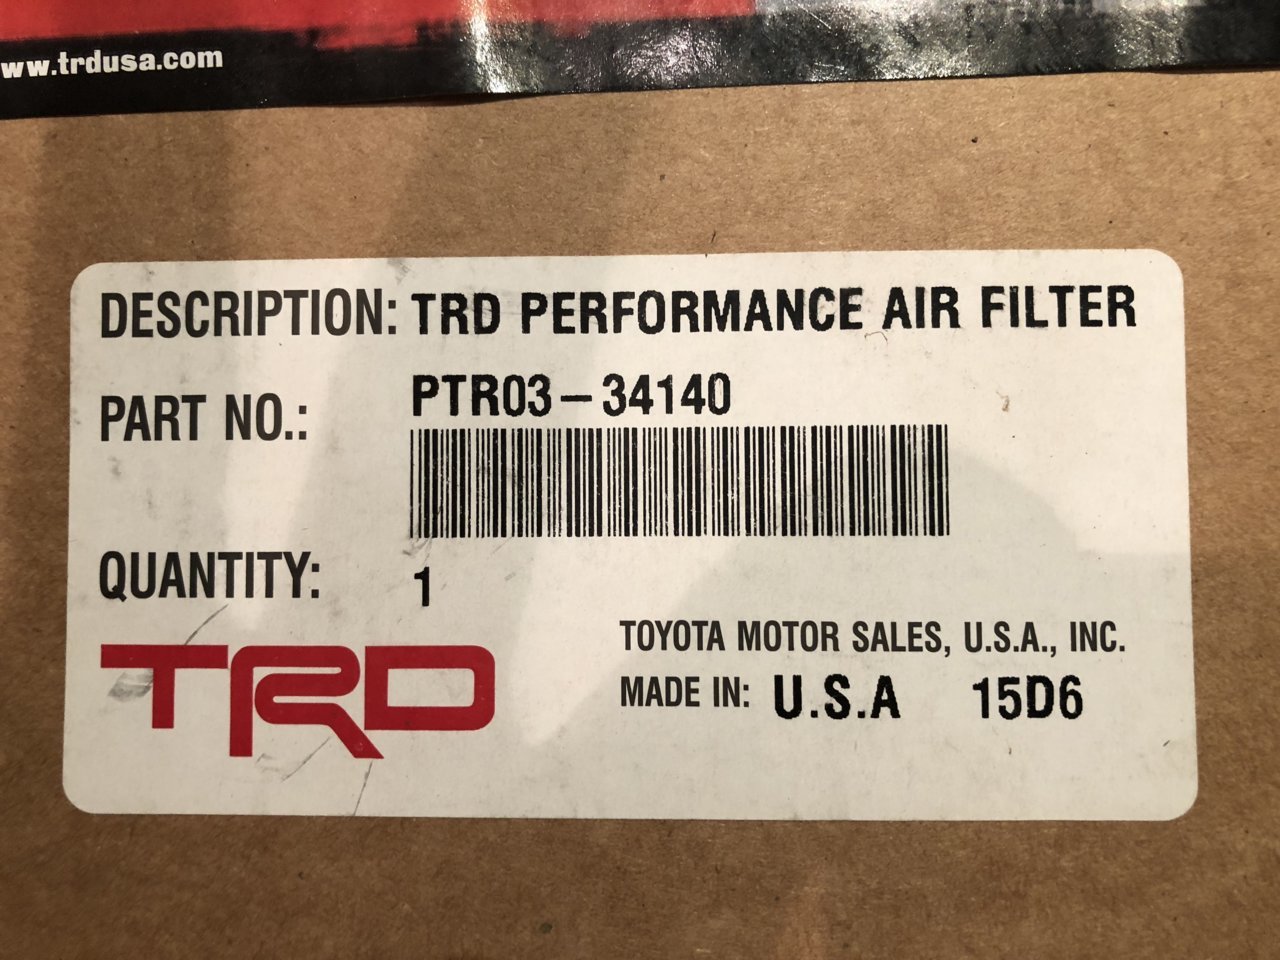 ww.trdusa.com
DESCRIPTION: TRD PERFORMANCE AIR FILTER
PART NO.: PTR03-34140
QUANTITY: 1
TRD
TOYOTA MOTOR SALES, U.S.A., INC.
MADE IN: U.S.A 15D6